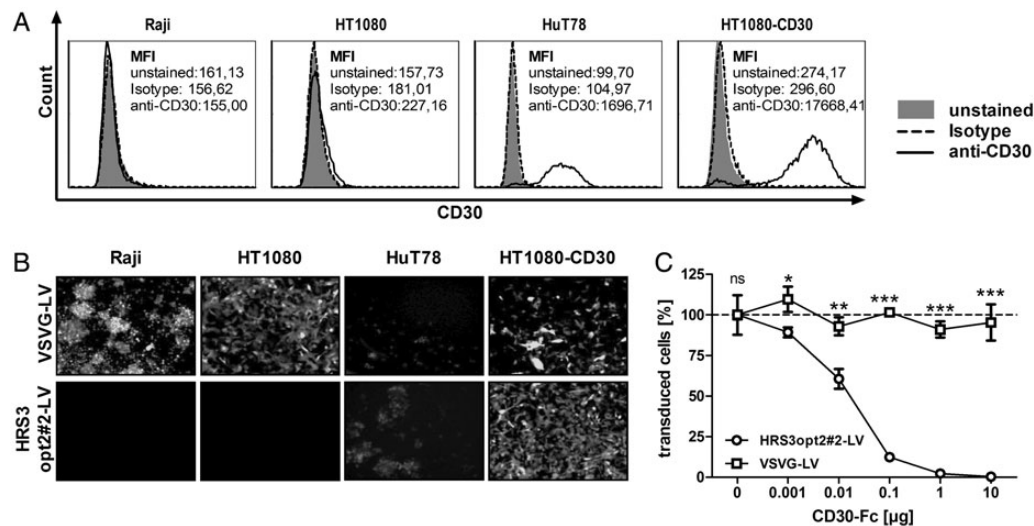 A
Raji
HT1080
HuT78
HT1080-CD30
Count
MFI
unstained:161,13
Isotype: 156,62
anti-CD30:155,00
MFI
unstained:157,73
Isotype: 181,01
anti-CD30:227,16
MFI
unstained:99,70
Isotype: 104,97
anti-CD30:1696,71
MFI
unstained:274,17
Isotype: 296,60
anti-CD30:17668,41
unstained
Isotype
anti-CD30
CD30
B
Raji
HT1080
HuT78
HT1080-CD30
VSVG-LV
HRS3
opt2#2-LV
C
transduced cells [%]
125
100
75
50
25
0
ns
*
**
***
***
***
HRS3opt2#2-LV
VSVG-LV
0
0.001
0.01
0.1
1
10
CD30-Fc [µg]